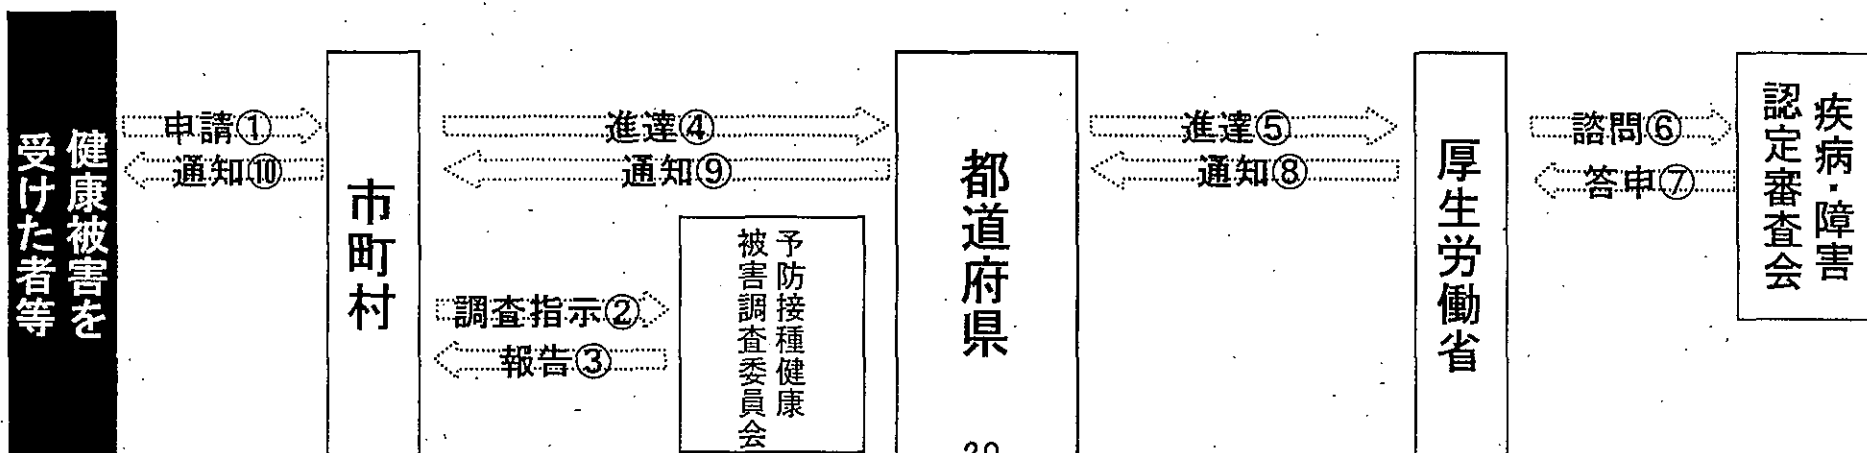 健康被害を
受けた者等
申請①
通知⑩
市町村
進達④
通知⑨
調査指示②
報告③
予防接種健康
被害調査委員会
都道府県
進達⑤
通知⑧
厚生労働省
諮問⑥
答申⑦
疾病・障害
認定審査会